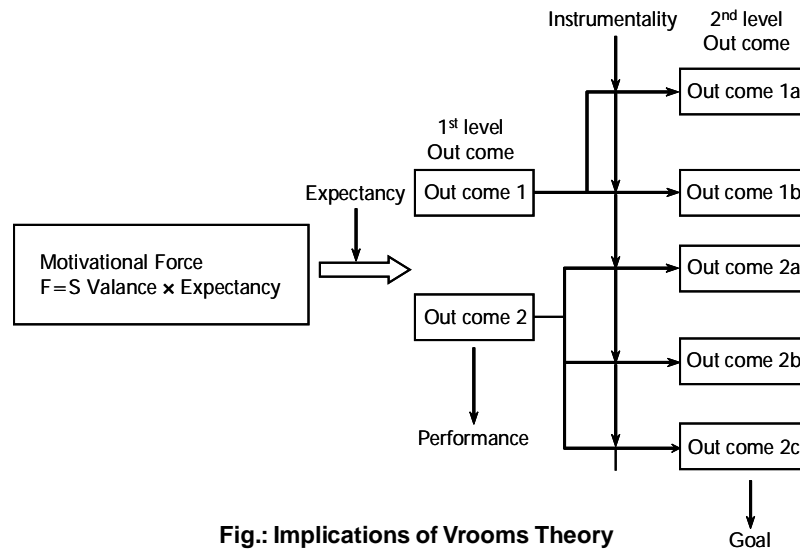 Instrumentality
2nd level
Out come
Out come 1a
1st level
Out come
Expectancy
Out come 1
Out come 1b
Motivational Force
F=S Valance × Expectancy
Out come 2a
Out come 2
Out come 2b
Performance
Out come 2c
Fig.: Implications of Vrooms Theory
Goal